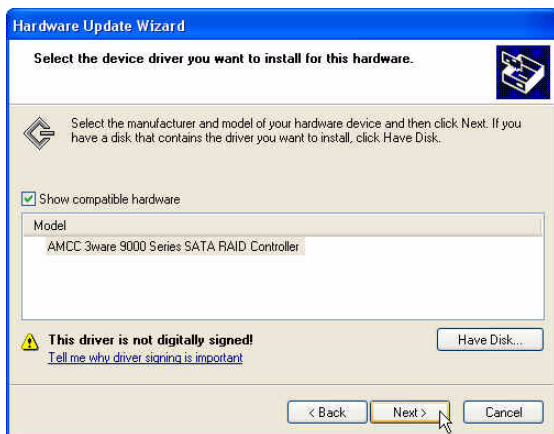 Hardware Update Wizard
Select the device driver you want to install for this hardware.
Select the manufacturer and model of your hardware device and then click Next. If you
have a disk that contains the driver you want to install, click Have Disk.
Show compatible hardware
Model
AMCC 3ware 9000 Series SATA RAID Controller
This driver is not digitally signed!
Have Disk...
Tell me why driver signing is important
< Back
Next >
Cancel